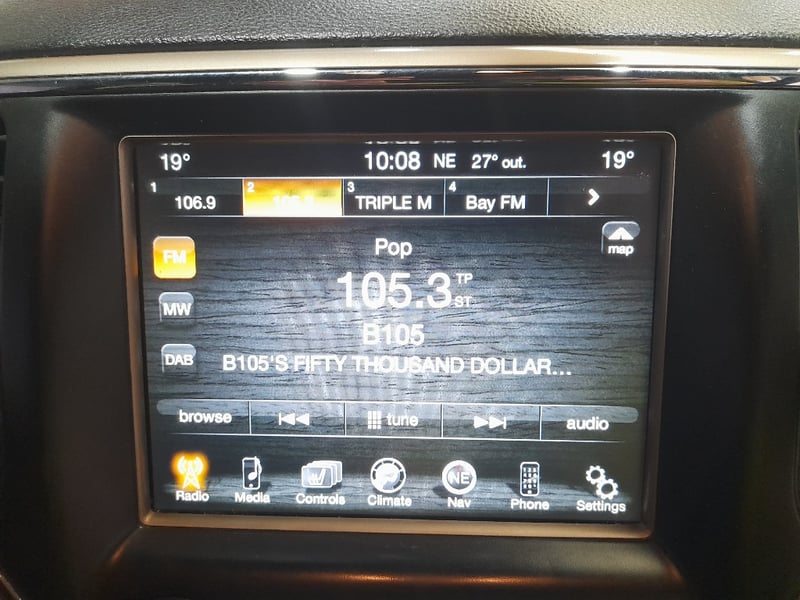 19° 10:08 NE 27° out. 19°
1 106.9 2 105.3 3 TRIPLE M 4 Bay FM
FM Pop map
105.3 TP ST
MW B105
DAB B105'S FIFTY THOUSAND DOLLAR...
browse tune audio
Radio Media Controls Climate NE Nav Phone Settings